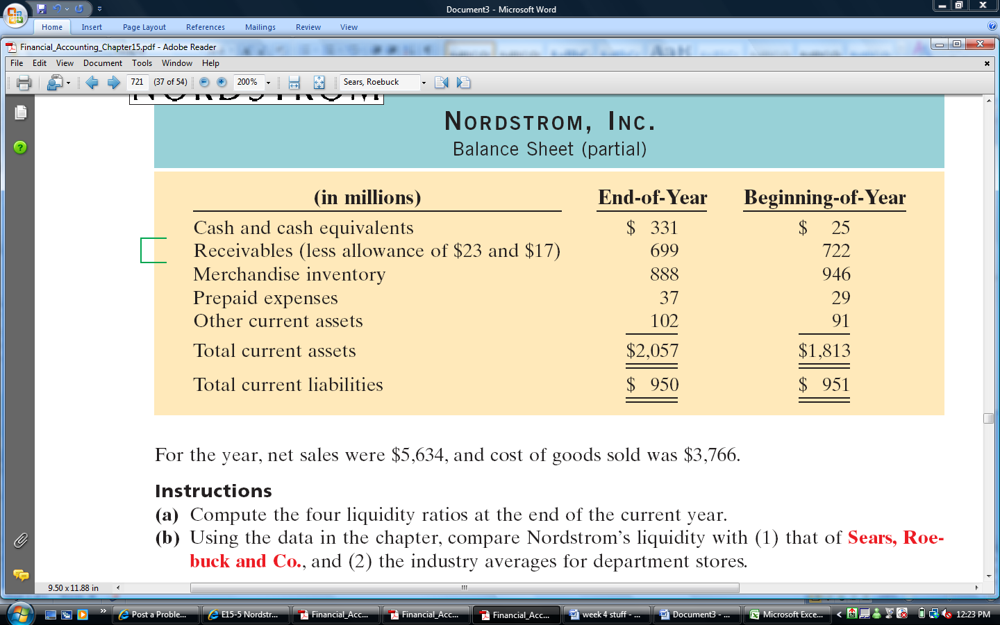 Document3 - Microsoft Word
Home Insert Page Layout References Mailings Review View
Financial_Accounting_Chapter15.pdf - Adobe Reader
File Edit View Document Tools Window Help
721 (37 of 54) 200% Sears, Roebuck
NORDSTROM
NORDSTROM, INC.
Balance Sheet (partial)
(in millions) End-of-Year Beginning-of-Year
Cash and cash equivalents $ 331 $ 25
Receivables (less allowance of $23 and $17) 699 722
Merchandise inventory 888 946
Prepaid expenses 37 29
Other current assets 102 91
Total current assets $2,057 $1,813
Total current liabilities $ 950 $ 951
For the year, net sales were $5,634, and cost of goods sold was $3,766.
Instructions
(a) Compute the four liquidity ratios at the end of the current year.
(b) Using the data in the chapter, compare Nordstrom's liquidity with (1) that of Sears, Roe-
buck and Co., and (2) the industry averages for department stores.
9.50 x 11.88 in
Post a Proble... E15-5 Nordstr... Financial_Acc... Financial_Acc... Financial_Acc... week 4 stuff - ... Document3 - ... Microsoft Exce... 12:23 PM